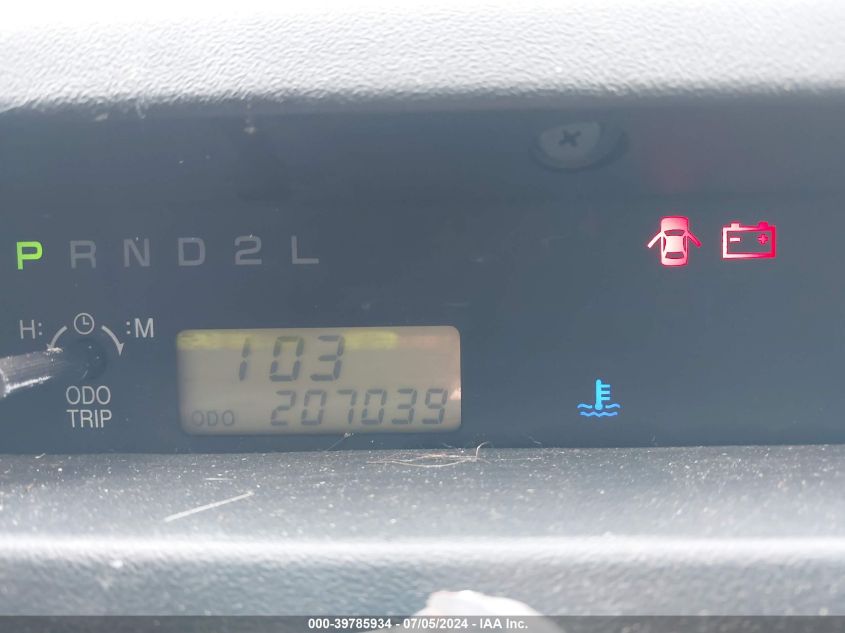 P R N D 2 L
H: :M
103
ODO 207039
ODO
TRIP
000-39785934 - 07/05/2024 - IAA Inc.